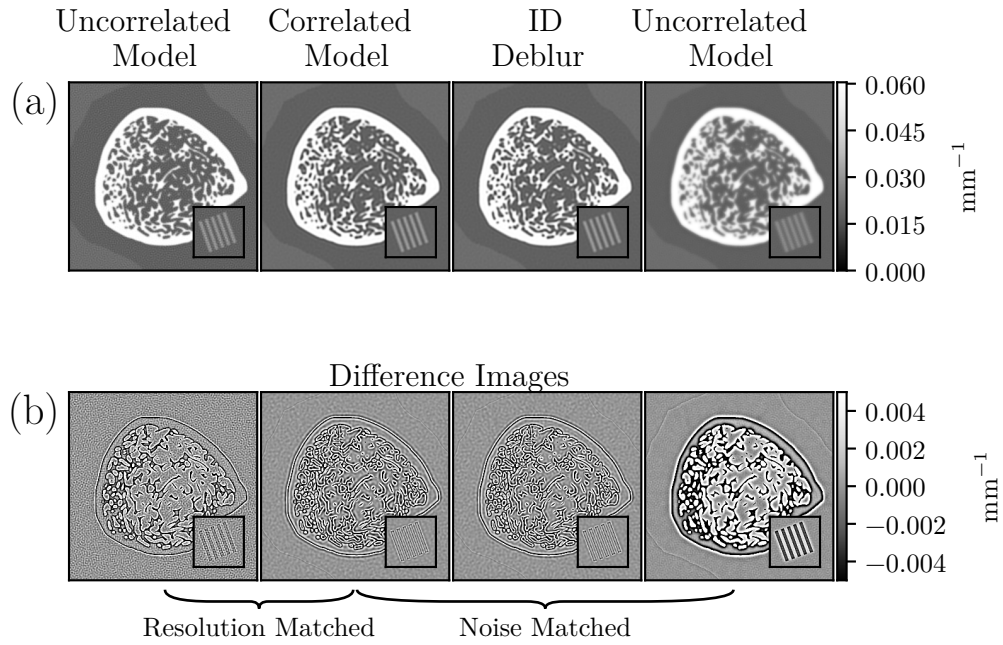 Uncorrelated Model
Correlated Model
ID Deblur
Uncorrelated Model
(a)
0.060
0.045
0.030
0.015
0.000
mm⁻¹
Difference Images
(b)
0.004
0.002
0.000
−0.002
−0.004
mm⁻¹
Resolution Matched
Noise Matched